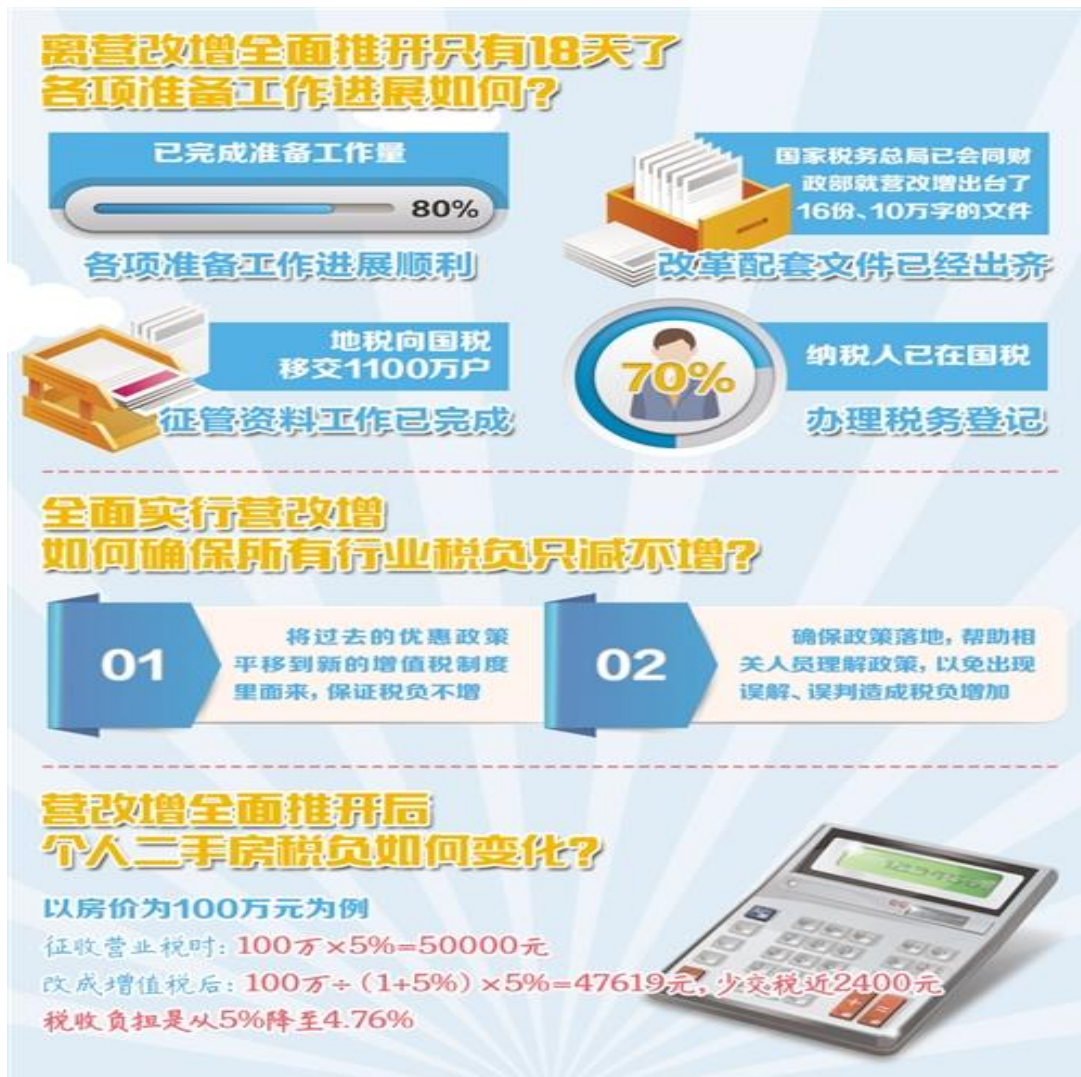 离营改增全面推开只有18天了
各项准备工作进展如何?
已完成准备工作量
80%
各项准备工作进展顺利
国家税务总局已会同财
政部就营改增出台了
16份、10万字的文件
改革配套文件已经出齐
地税向国税
移交1100万户
征管资料工作已完成
70%
纳税人已在国税
办理税务登记
全面实行营改增
如何确保所有行业税负只减不增?
01
将过去的优惠政策
平移到新的增值税制度
里面来,保证税负不增
02
确保政策落地,帮助相
关人员理解政策,以免出现
误解、误判造成税负增加
营改增全面推开后
个人二手房税负如何变化?
以房价为100万元为例
征收营业税时:100万×5%=50000元
改成增值税后:100万÷(1+5%)×5%=47619元,少交税近2400元
税收负担是从5%降至4.76%